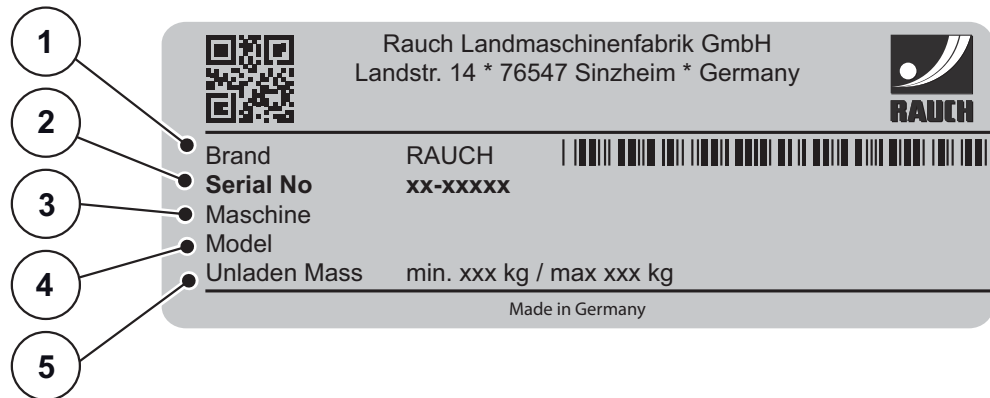 1
Rauch Landmaschinenfabrik GmbH
Landstr. 14 * 76547 Sinzheim * Germany
RAUCH
2
Brand RAUCH
Serial No xx-xxxxx
3
Maschine
Model
4
Unladen Mass min. xxx kg / max xxx kg
Made in Germany
5